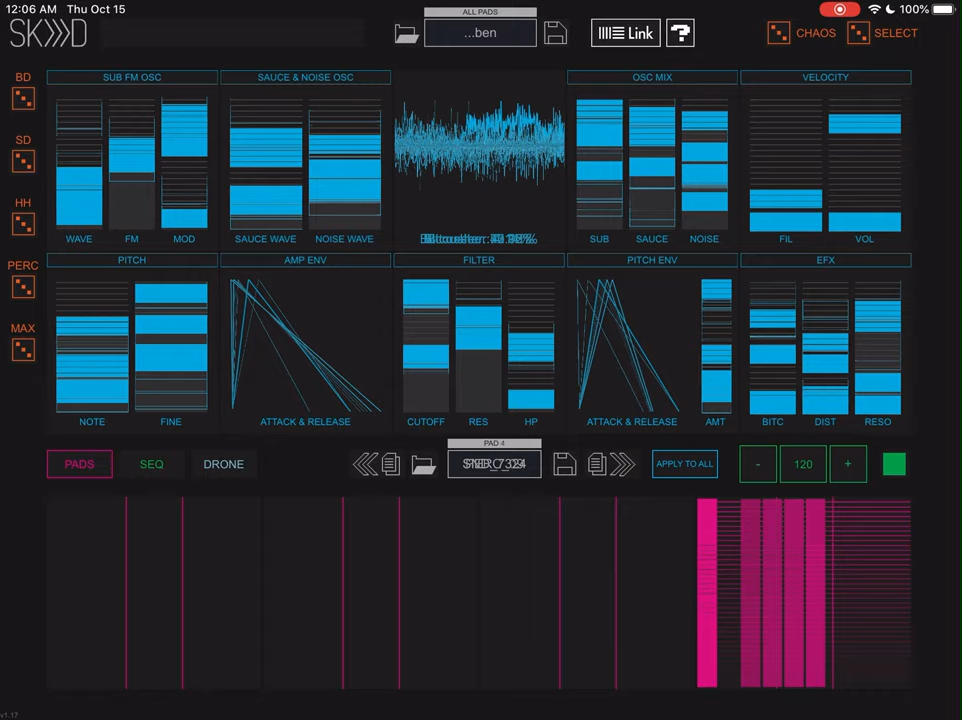 12:06 AM Thu Oct 15
100%
ALL PADS
...ben
Link
?
CHAOS
SELECT
BD
SD
HH
PERC
MAX
SUB FM OSC
SAUCE & NOISE OSC
OSC MIX
VELOCITY
WAVE FM MOD
SAUCE WAVE NOISE WAVE
SUB SAUCE NOISE
FIL VOL
PITCH
AMP ENV
FILTER
PITCH ENV
EFX
NOTE FINE
ATTACK & RELEASE
CUTOFF RES HP
ATTACK & RELEASE AMT
BITC DIST RESO
PADS
SEQ
DRONE
PAD 4
APPLY TO ALL
-
120
+
v1.17